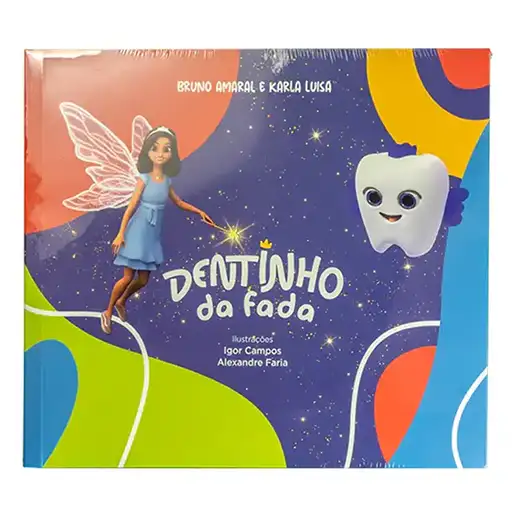 BRUNO AMARAL E KARLA LUISA
DENTINHO
da fada
Ilustrações
Igor Campos
Alexandre Faria